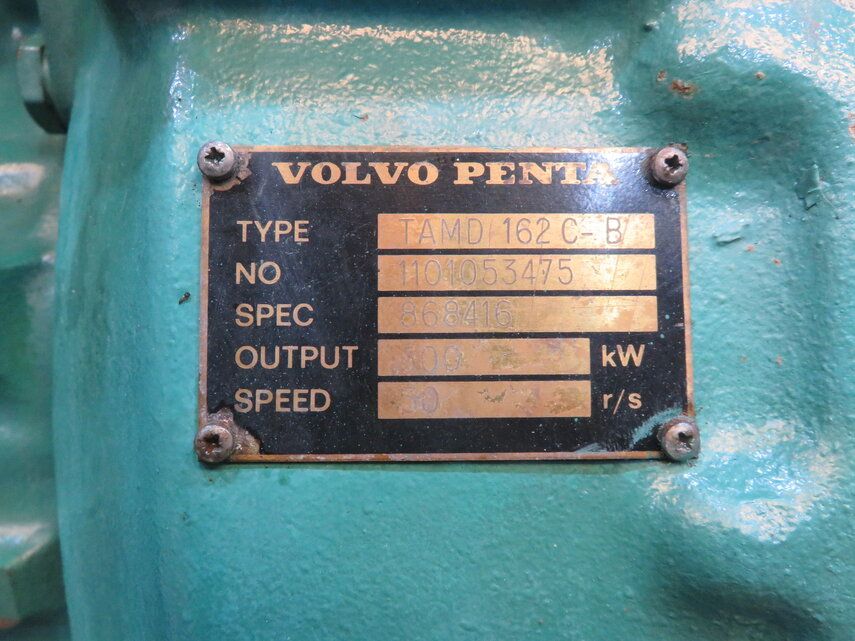 VOLVO PENTA
TYPE TAMD/162 C-B
NO 1101053475
SPEC 868416
OUTPUT kW
SPEED r/s